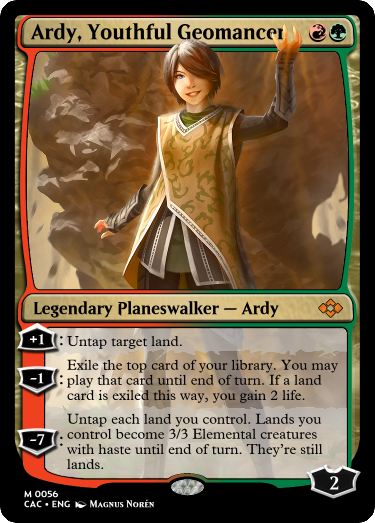 Ardy, Youthful Geomancer
Legendary Planeswalker — Ardy
+1: Untap target land.
-1: Exile the top card of your library. You may
play that card until end of turn. If a land
card is exiled this way, you gain 2 life.
-7: Untap each land you control. Lands you
control become 3/3 Elemental creatures
with haste until end of turn. They're still
lands.
2
M 0056
CAC • ENG Magnus Norén